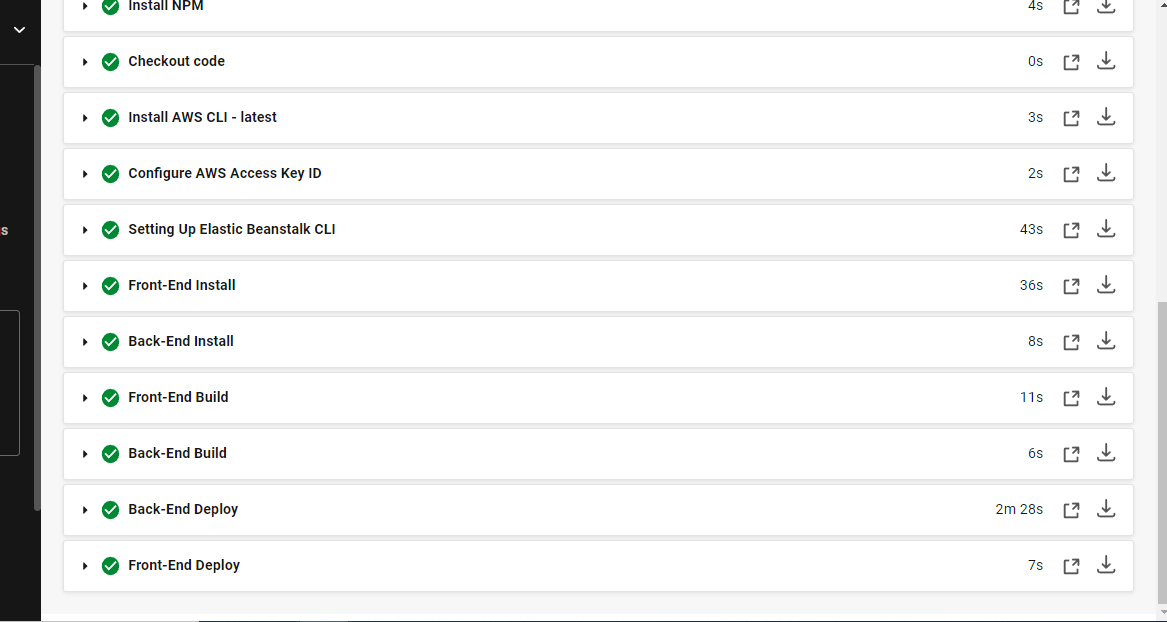 Install NPM 4s
Checkout code 0s
Install AWS CLI - latest 3s
Configure AWS Access Key ID 2s
s
Setting Up Elastic Beanstalk CLI 43s
Front-End Install 36s
Back-End Install 8s
Front-End Build 11s
Back-End Build 6s
Back-End Deploy 2m 28s
Front-End Deploy 7s